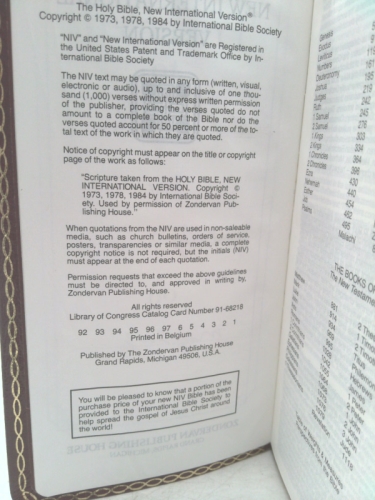 The Holy Bible, New International Version®
Copyright © 1973, 1978, 1984 by International Bible Society
"NIV" and "New International Version" are Registered in
the United States Patent and Trademark Office by In-
ternational Bible Society
The NIV text may be quoted in any form (written, visual,
electronic or audio), up to and inclusive of one thou-
sand (1,000) verses without express written permission
of the publisher, providing the verses quoted do not
amount to a complete book of the Bible nor do the
verses quoted account for 50 percent or more of the to-
tal text of the work in which they are quoted.
Notice of copyright must appear on the title or copyright
page of the work as follows:
"Scripture taken from the HOLY BIBLE, NEW
INTERNATIONAL VERSION. Copyright ©
1973, 1978, 1984 by International Bible Soci-
ety. Used by permission of Zondervan Pub-
lishing House."
When quotations from the NIV are used in non-saleable
media, such as church bulletins, orders of service,
posters, transparencies or similar media, a complete
copyright notice is not required, but the initials (NIV)
must appear at the end of each quotation.
Permission requests that exceed the above guidelines
must be directed to, and approved in writing by,
Zondervan Publishing House.
All rights reserved
Library of Congress Catalog Card Number 91-68218
92 93 94 95 96 97 6 5 4 3 2 1
Printed in Belgium
Published by The Zondervan Publishing House
Grand Rapids, Michigan 49506, U.S.A.
You will be pleased to know that a portion of the
purchase price of your new NIV Bible has been
provided to the International Bible Society to
help spread the gospel of Jesus Christ around
the world!
Genesis
Exodus
Leviticus
Numbers
Deuteronomy
Joshua
Judges
Ruth
1 Samuel
2 Samuel
1 Kings
2 Kings
1 Chronicles
2 Chronicles
Ezra
Nehemiah
Esther
Job
Psalms
Malachi
THE BOOKS OF
The New Testament